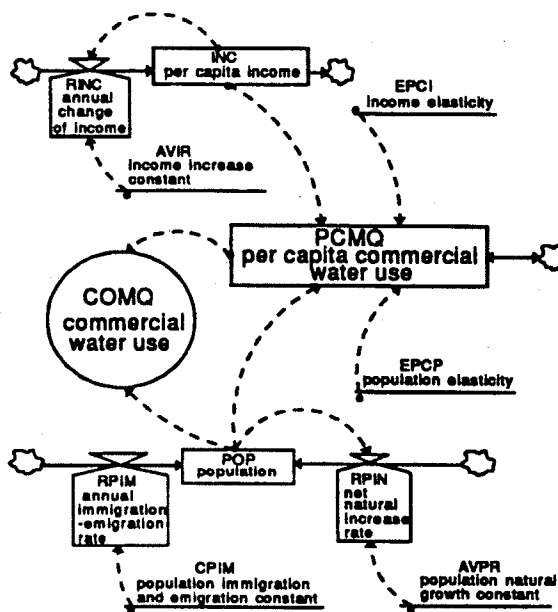 INC
per capita income
RINC
annual
change
of income
EPCI
income elasticity
AVIR
income increase
constant
PCMQ
per capita commercial
water use
COMQ
commercial
water use
EPCP
population elasticity
POP
population
RPIM
annual
immigration
-emigration
rate
RPIN
net
natural
increase
rate
CPIM
population immigration
and emigration constant
AVPR
population natural
growth constant